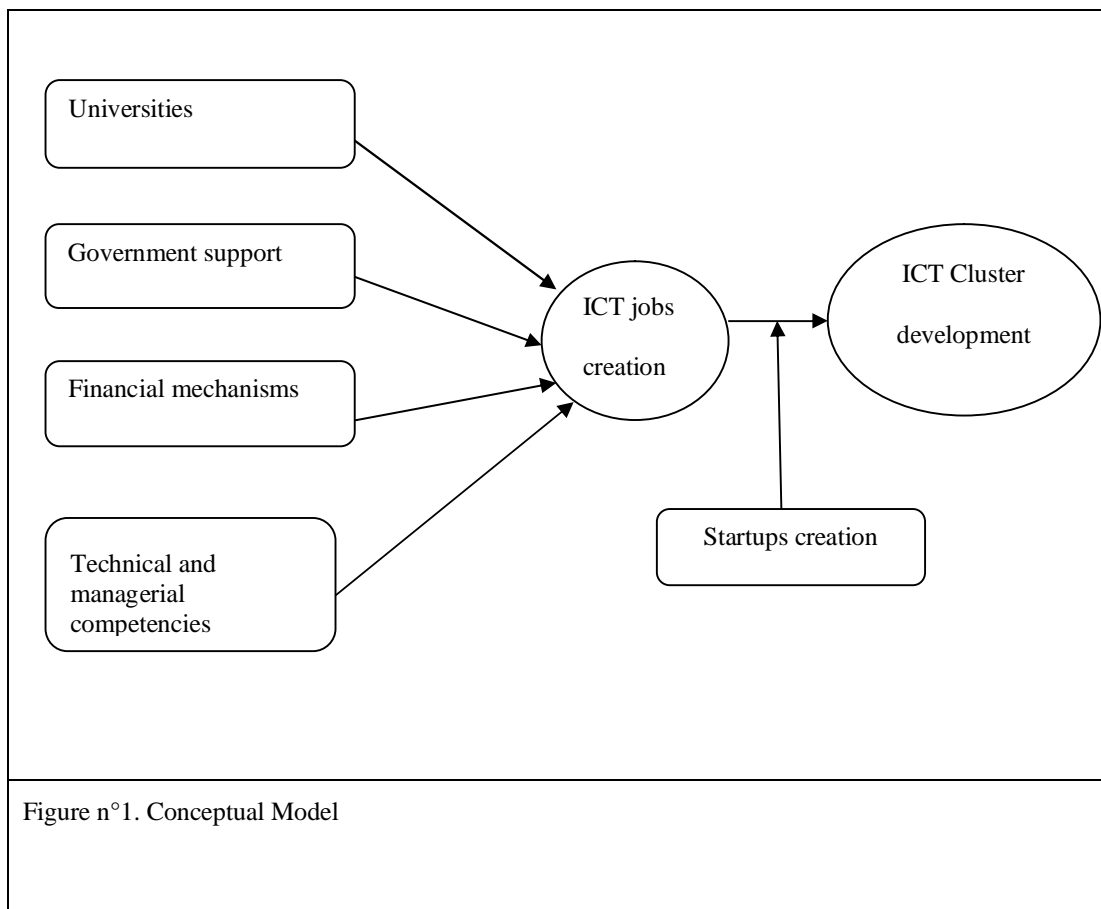 Universities
Government support
Financial mechanisms
Technical and
managerial
competencies
ICT jobs
creation
ICT Cluster
development
Startups creation
Figure n°1. Conceptual Model